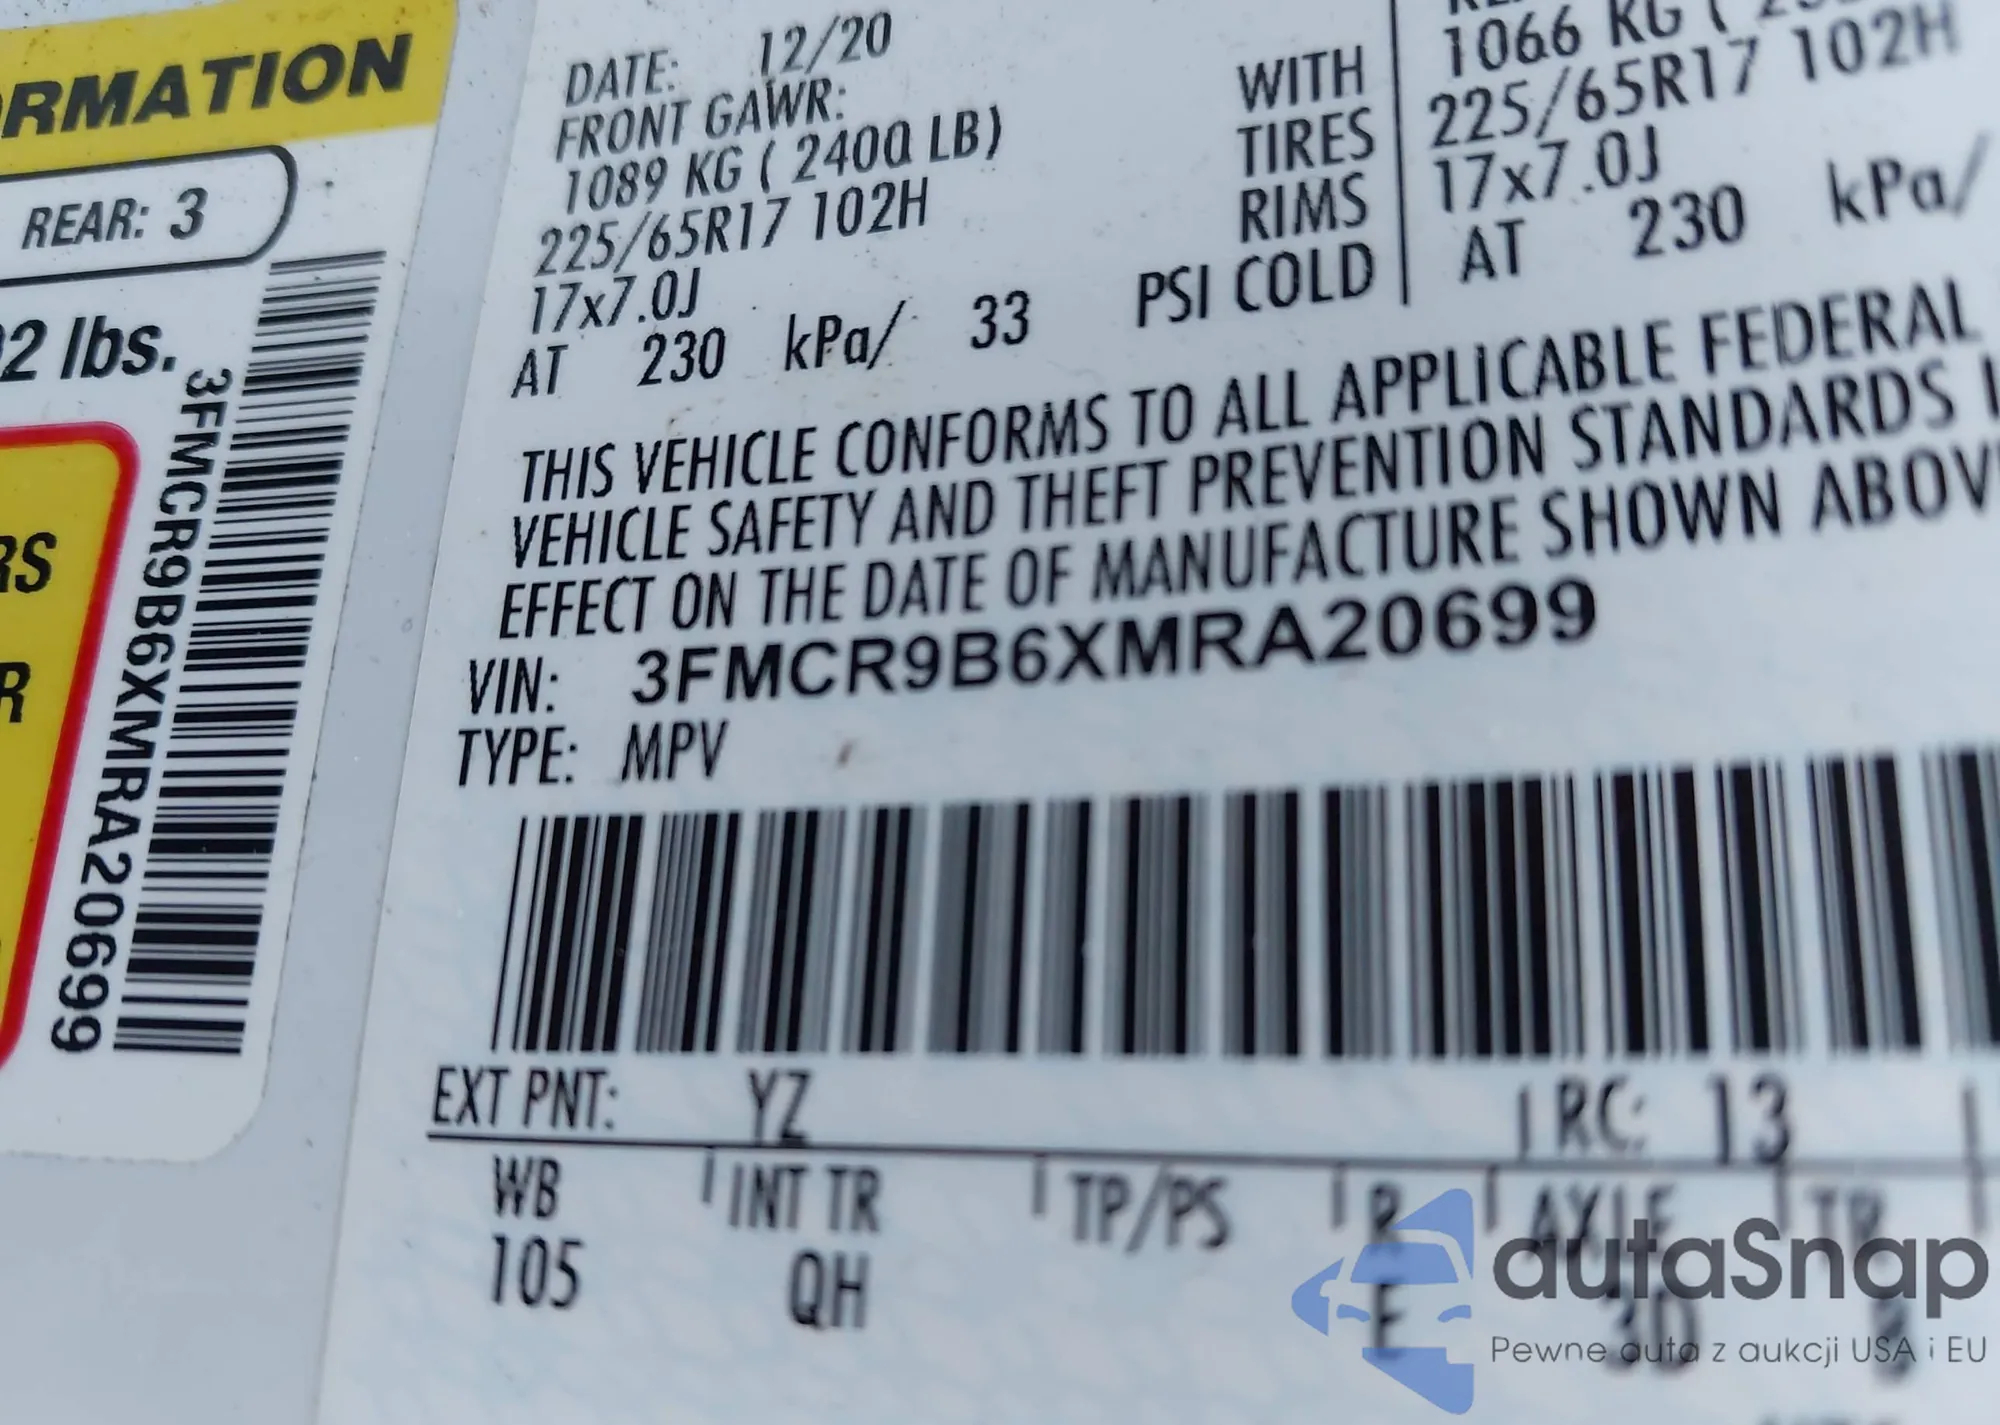 RMATION
REAR: 3
2 lbs.
RS
R
3FMCR9B6XMRA20699
DATE: 12/20
FRONT GAWR:
1089 KG ( 2400 LB)
225/65R17 102H
17x7.0J
AT 230 kPa/ 33 PSI COLD
WITH
TIRES
RIMS
1066 KG (
225/65R17 102H
17x7.0J
AT 230 kPa/
THIS VEHICLE CONFORMS TO ALL APPLICABLE FEDERAL
VEHICLE SAFETY AND THEFT PREVENTION STANDARDS I
EFFECT ON THE DATE OF MANUFACTURE SHOWN ABOV
VIN: 3FMCR9B6XMRA20699
TYPE: MPV
EXT PNT: YZ RC: 13
WB INT TR TP/PS R AXLE TR
105 QH E 3D
autaSnap
Pewne auta z aukcji USA i EU